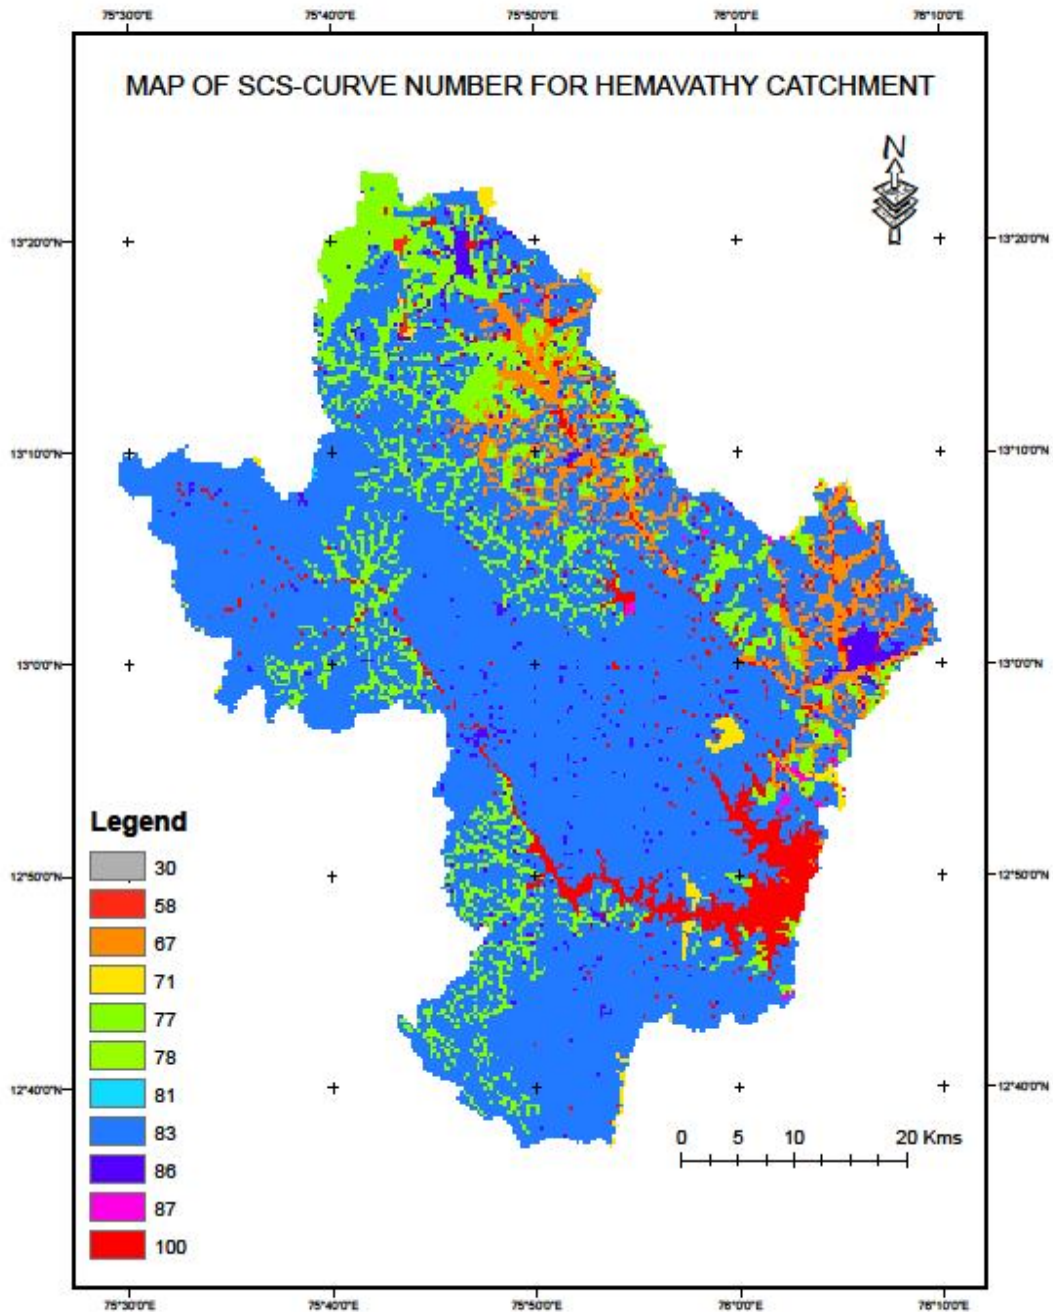 75°30'0"E 75°40'0"E 75°50'0"E 76°0'0"E 76°10'0"E
MAP OF SCS-CURVE NUMBER FOR HEMAVATHY CATCHMENT
N
13°20'0"N 13°20'0"N
13°10'0"N 13°10'0"N
13°0'0"N 13°0'0"N
Legend
30
12°50'0"N 12°50'0"N
58
67
71
77
78
81
12°40'0"N 12°40'0"N
83
0 5 10 20 Kms
86
87
100
75°30'0"E 75°40'0"E 75°50'0"E 76°0'0"E 76°10'0"E